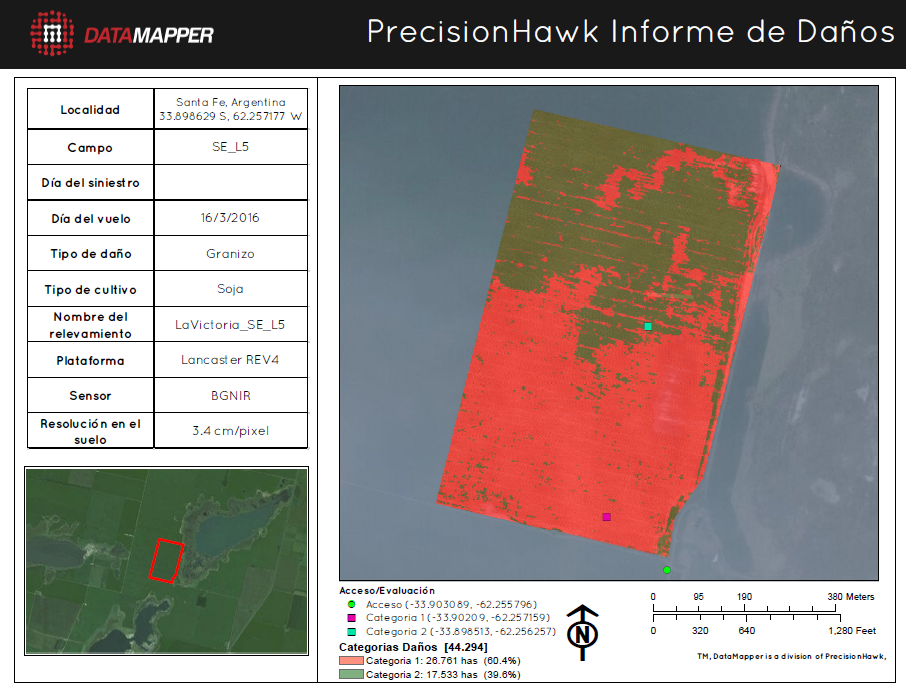 DATAMAPPER
PrecisionHawk Informe de Daños
Localidad
Santa Fe, Argentina
33.898629 S, 62.257177 W
Campo
SE_L5
Día del siniestro
Día del vuelo
16/3/2016
Tipo de daño
Granizo
Tipo de cultivo
Soja
Nombre del
relevamiento
LaVictoria_SE_L5
Plataforma
Lancaster REV4
Sensor
BGNIR
Resolución en el
suelo
3.4 cm/pixel
Acceso/Evaluación
Acceso (-33.903089, -62.255796)
Categoria 1 (-33.90209, -62.257159)
Categoria 2 (-33.898513, -62.256257)
Categorias Daños [44.294]
Categoria 1: 26.761 has (60.4%)
Categoria 2: 17.533 has (39.6%)
N
0 95 190 380 Meters
0 320 640 1,280 Feet
TM, DataMapper is a division of PrecisionHawk,